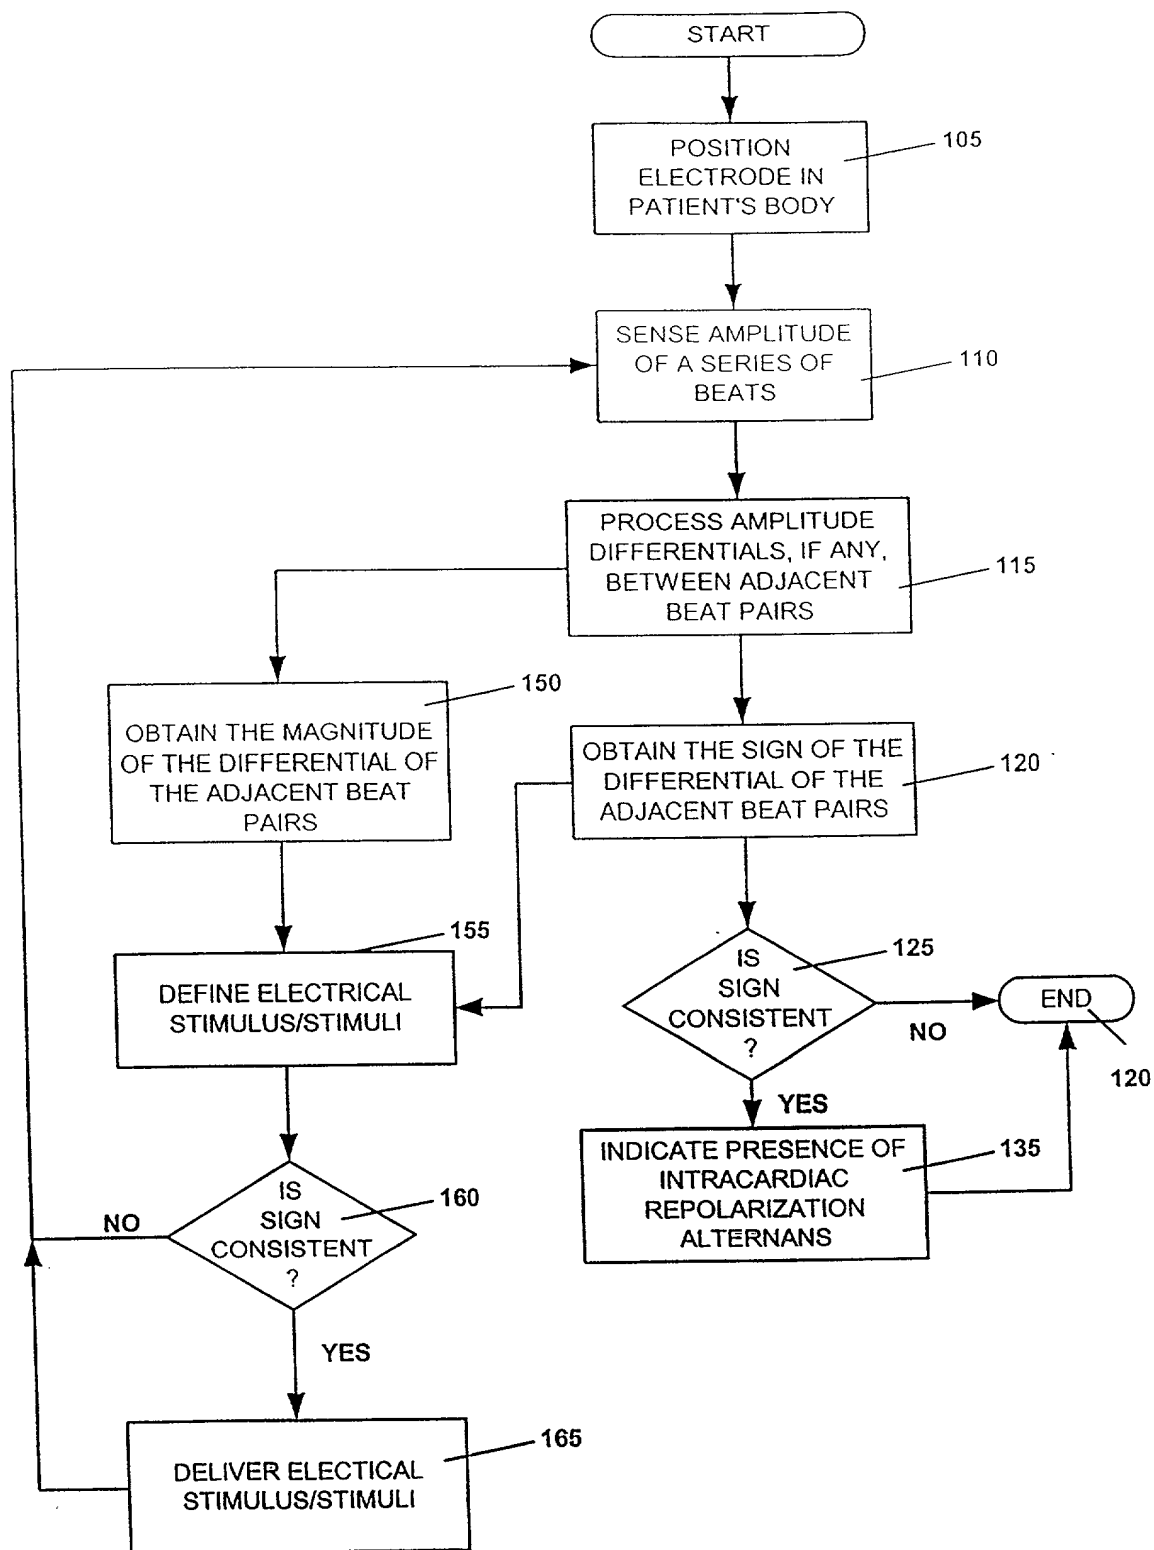 START
POSITION
ELECTRODE IN
PATIENT'S BODY
105
SENSE AMPLITUDE
OF A SERIES OF
BEATS
110
PROCESS AMPLITUDE
DIFFERENTIALS, IF ANY,
BETWEEN ADJACENT
BEAT PAIRS
115
150
OBTAIN THE MAGNITUDE
OF THE DIFFERENTIAL OF
THE ADJACENT BEAT
PAIRS
OBTAIN THE SIGN OF THE
DIFFERENTIAL OF THE
ADJACENT BEAT PAIRS
120
155
DEFINE ELECTRICAL
STIMULUS/STIMULI
IS
SIGN
CONSISTENT
?
125
NO
END
120
YES
INDICATE PRESENCE OF
INTRACARDIAC
REPOLARIZATION
ALTERNANS
135
IS
SIGN
CONSISTENT
?
160
NO
YES
165
DELIVER ELECTICAL
STIMULUS/STIMULI